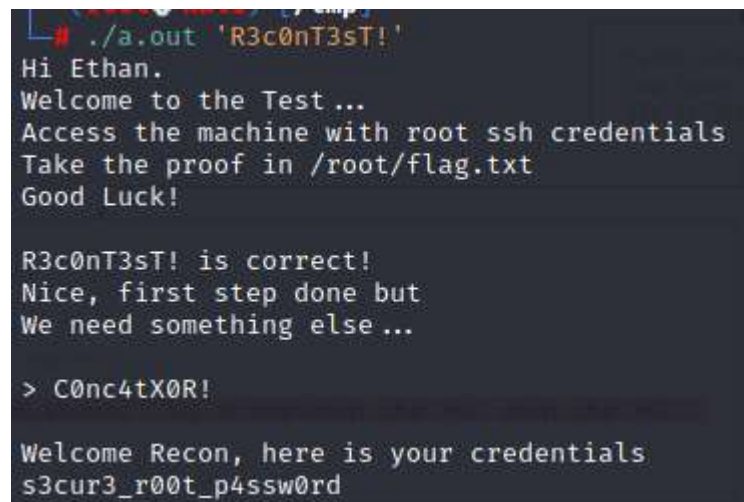 └─# ./a.out 'R3c0nT3sT!'
Hi Ethan.
Welcome to the Test...
Access the machine with root ssh credentials
Take the proof in /root/flag.txt
Good Luck!
R3c0nT3sT! is correct!
Nice, first step done but
We need something else...
> C0nc4tX0R!
Welcome Recon, here is your credentials
s3cur3_r00t_p4ssw0rd